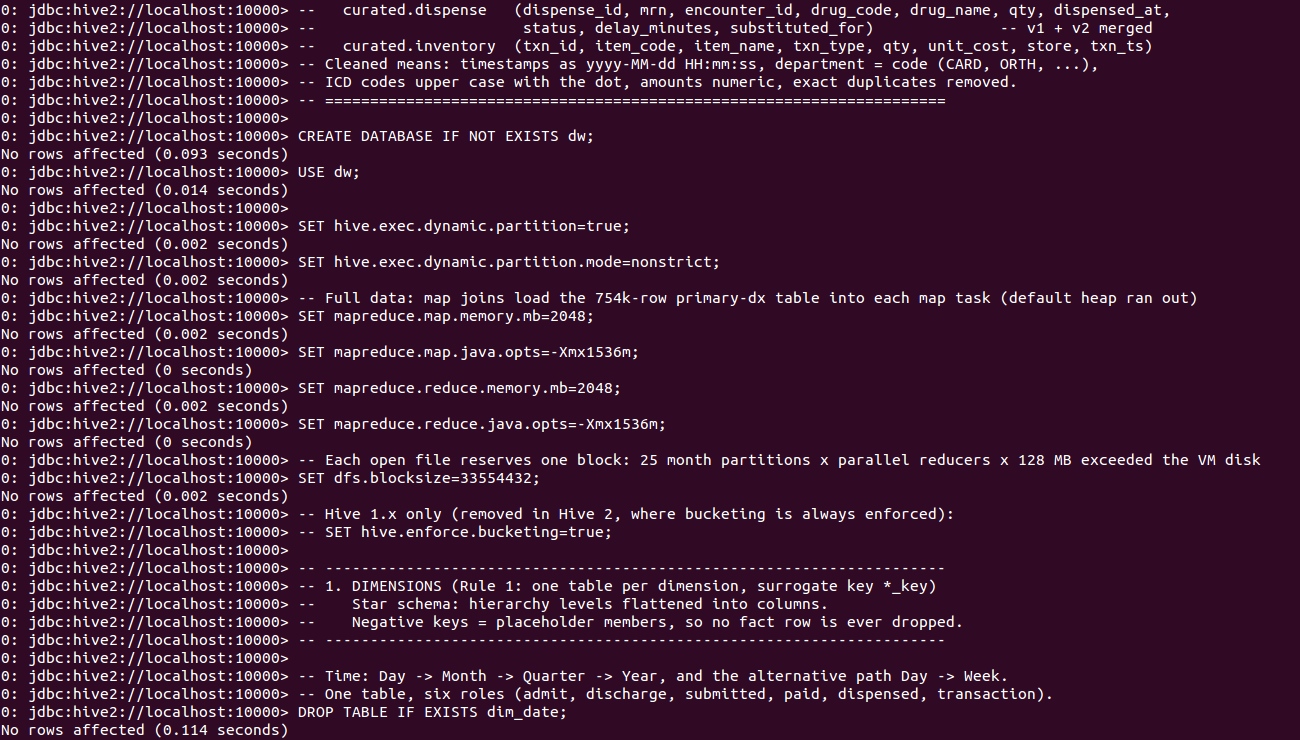 0: jdbc:hive2://localhost:10000> --   curated.dispense   (dispense_id, mrn, encounter_id, drug_code, drug_name, qty, dispensed_at,
0: jdbc:hive2://localhost:10000> --                       status, delay_minutes, substituted_for)              -- v1 + v2 merged
0: jdbc:hive2://localhost:10000> --   curated.inventory  (txn_id, item_code, item_name, txn_type, qty, unit_cost, store, txn_ts)
0: jdbc:hive2://localhost:10000> -- Cleaned means: timestamps as yyyy-MM-dd HH:mm:ss, department = code (CARD, ORTH, ...),
0: jdbc:hive2://localhost:10000> -- ICD codes upper case with the dot, amounts numeric, exact duplicates removed.
0: jdbc:hive2://localhost:10000> -- =====================================================================
0: jdbc:hive2://localhost:10000>
0: jdbc:hive2://localhost:10000> CREATE DATABASE IF NOT EXISTS dw;
No rows affected (0.093 seconds)
0: jdbc:hive2://localhost:10000> USE dw;
No rows affected (0.014 seconds)
0: jdbc:hive2://localhost:10000>
0: jdbc:hive2://localhost:10000> SET hive.exec.dynamic.partition=true;
No rows affected (0.002 seconds)
0: jdbc:hive2://localhost:10000> SET hive.exec.dynamic.partition.mode=nonstrict;
No rows affected (0.002 seconds)
0: jdbc:hive2://localhost:10000> -- Full data: map joins load the 754k-row primary-dx table into each map task (default heap ran out)
0: jdbc:hive2://localhost:10000> SET mapreduce.map.memory.mb=2048;
No rows affected (0.002 seconds)
0: jdbc:hive2://localhost:10000> SET mapreduce.map.java.opts=-Xmx1536m;
No rows affected (0 seconds)
0: jdbc:hive2://localhost:10000> SET mapreduce.reduce.memory.mb=2048;
No rows affected (0.002 seconds)
0: jdbc:hive2://localhost:10000> SET mapreduce.reduce.java.opts=-Xmx1536m;
No rows affected (0 seconds)
0: jdbc:hive2://localhost:10000> -- Each open file reserves one block: 25 month partitions x parallel reducers x 128 MB exceeded the VM disk
0: jdbc:hive2://localhost:10000> SET dfs.blocksize=33554432;
No rows affected (0.002 seconds)
0: jdbc:hive2://localhost:10000> -- Hive 1.x only (removed in Hive 2, where bucketing is always enforced):
0: jdbc:hive2://localhost:10000> -- SET hive.enforce.bucketing=true;
0: jdbc:hive2://localhost:10000>
0: jdbc:hive2://localhost:10000> -- ---------------------------------------------------------------------
0: jdbc:hive2://localhost:10000> -- 1. DIMENSIONS (Rule 1: one table per dimension, surrogate key *_key)
0: jdbc:hive2://localhost:10000> --    Star schema: hierarchy levels flattened into columns.
0: jdbc:hive2://localhost:10000> --    Negative keys = placeholder members, so no fact row is ever dropped.
0: jdbc:hive2://localhost:10000> -- ---------------------------------------------------------------------
0: jdbc:hive2://localhost:10000>
0: jdbc:hive2://localhost:10000> -- Time: Day -> Month -> Quarter -> Year, and the alternative path Day -> Week.
0: jdbc:hive2://localhost:10000> -- One table, six roles (admit, discharge, submitted, paid, dispensed, transaction).
0: jdbc:hive2://localhost:10000> DROP TABLE IF EXISTS dim_date;
No rows affected (0.114 seconds)